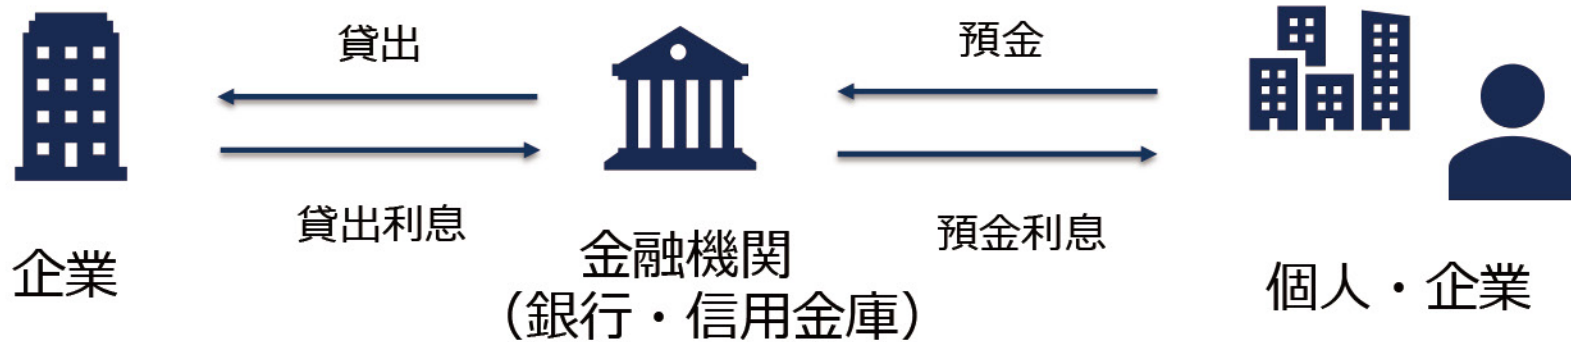 貸出
預金
貸出利息
預金利息
企業
金融機関
（銀行・信用金庫）
個人・企業